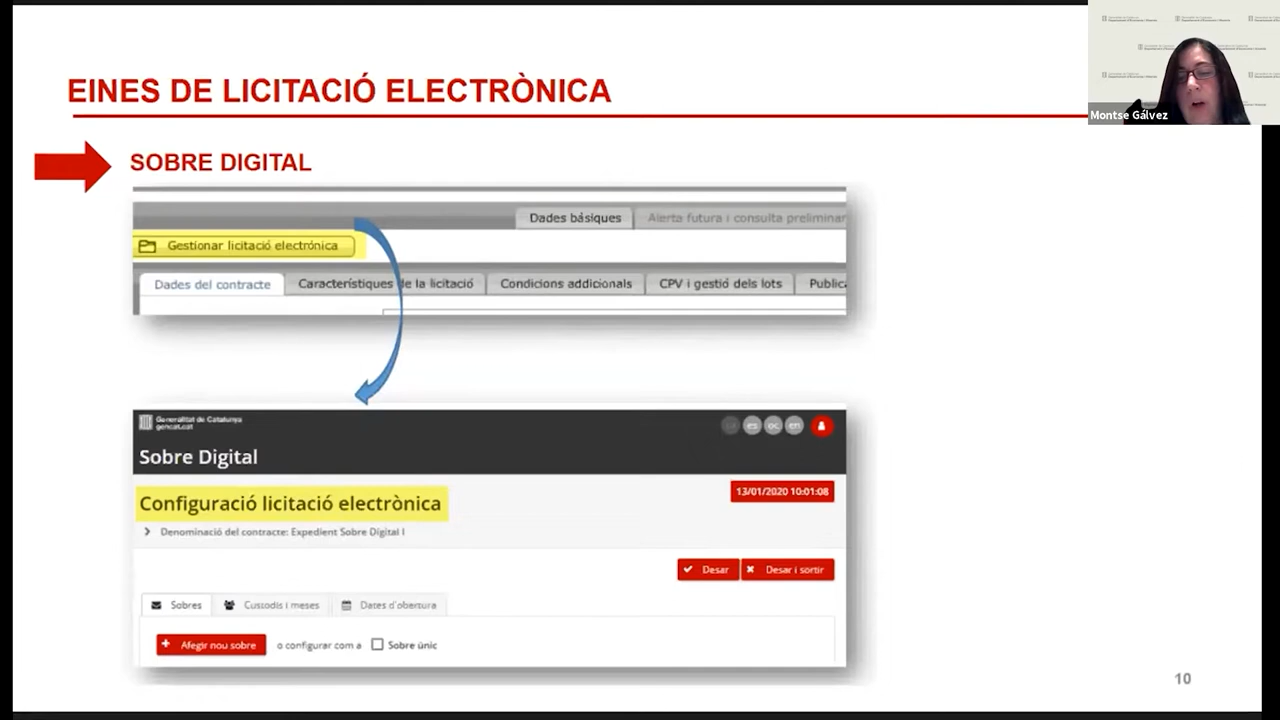 EINES DE LICITACIÓ ELECTRÒNICA
Montse Gálvez
SOBRE DIGITAL
Dades bàsiques
Alerta futura i consulta preliminar
Gestionar licitació electrònica
Dades del contracte
Característiques de la licitació
Condicions addicionals
CPV i gestió dels lots
Generalitat de Catalunya
gencat.cat
es oc en
Sobre Digital
13/01/2020 10:01:08
Configuració licitació electrònica
Denominació del contracte: Expedient Sobre Digital I
Desar
Desar i sortir
Sobres
Custodis i meses
Dates d'obertura
Afegir nou sobre
o configurar com a
Sobre únic
10